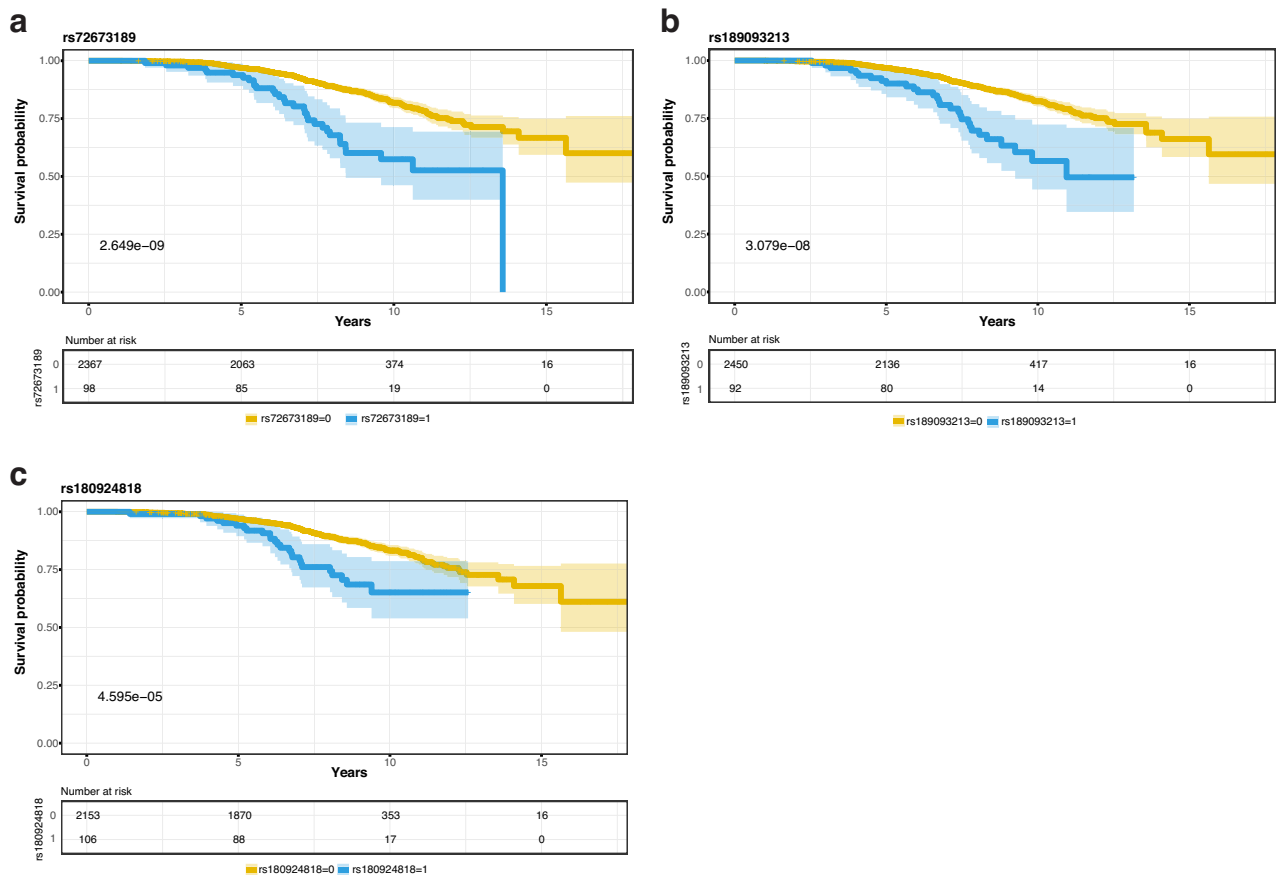 a
rs72673189
1.00
0.75
0.50
0.25
0.00
Survival probability
2.649e−09
0 5 10 15
Years
Number at risk
rs72673189
0 2367 2063 374 16
1 98 85 19 0
rs72673189=0 rs72673189=1
b
rs189093213
1.00
0.75
0.50
0.25
0.00
Survival probability
3.079e−08
0 5 10 15
Years
Number at risk
rs189093213
0 2450 2136 417 16
1 92 80 14 0
rs189093213=0 rs189093213=1
c
rs180924818
1.00
0.75
0.50
0.25
0.00
Survival probability
4.595e−05
0 5 10 15
Years
Number at risk
rs180924818
0 2153 1870 353 16
1 106 88 17 0
rs180924818=0 rs180924818=1